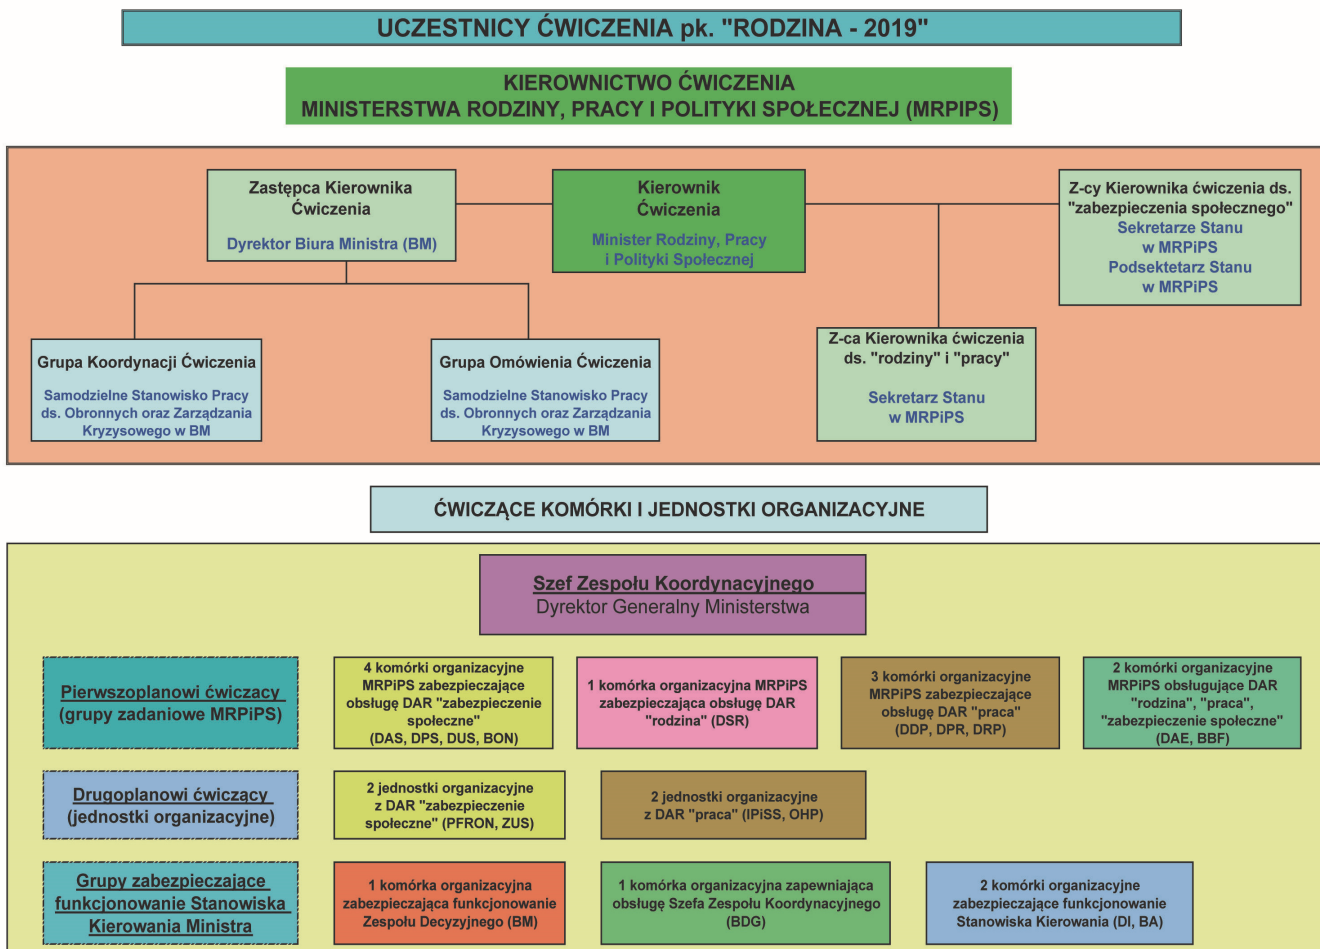 UCZESTNICY ĆWICZENIA pk. "RODZINA - 2019"
KIEROWNICTWO ĆWICZENIA
MINISTERSTWA RODZINY, PRACY I POLITYKI SPOŁECZNEJ (MRPIPS)
Zastępca Kierownika
Ćwiczenia
Dyrektor Biura Ministra (BM)
Kierownik
Ćwiczenia
Minister Rodziny, Pracy
i Polityki Społecznej
Z-cy Kierownika ćwiczenia ds.
"zabezpieczenia społecznego"
Sekretarze Stanu
w MRPiPS
Podsektetarz Stanu
w MRPiPS
Grupa Koordynacji Ćwiczenia
Samodzielne Stanowisko Pracy
ds. Obronnych oraz Zarządzania
Kryzysowego w BM
Grupa Omówienia Ćwiczenia
Samodzielne Stanowisko Pracy
ds. Obronnych oraz Zarządzania
Kryzysowego w BM
Z-ca Kierownika ćwiczenia
ds. "rodziny" i "pracy"
Sekretarz Stanu
w MRPiPS
ĆWICZĄCE KOMÓRKI I JEDNOSTKI ORGANIZACYJNE
Szef Zespołu Koordynacyjnego
Dyrektor Generalny Ministerstwa
Pierwszoplanowi ćwiczacy
(grupy zadaniowe MRPiPS)
4 komórki organizacyjne
MRPiPS zabezpieczające
obsługę DAR "zabezpieczenie
społeczne"
(DAS, DPS, DUS, BON)
1 komórka organizacyjna MRPiPS
zabezpieczająca obsługę DAR
"rodzina" (DSR)
3 komórki organizacyjne
MRPiPS zabezpieczające
obsługę DAR "praca"
(DDP, DPR, DRP)
2 komórki organizacyjne
MRPiPS obsługujące DAR
"rodzina", "praca",
"zabezpieczenie społeczne"
(DAE, BBF)
Drugoplanowi ćwiczący
(jednostki organizacyjne)
2 jednostki organizacyjne
z DAR "zabezpieczenie
społeczne" (PFRON, ZUS)
2 jednostki organizacyjne
z DAR "praca" (IPiSS, OHP)
Grupy zabezpieczające
funkcjonowanie Stanowiska
Kierowania Ministra
1 komórka organizacyjna
zabezpieczająca funkcjonowanie
Zespołu Decyzyjnego (BM)
1 komórka organizacyjna zapewniająca
obsługę Szefa Zespołu Koordynacyjnego
(BDG)
2 komórki organizacyjne
zabezpieczające funkcjonowanie
Stanowiska Kierowania (DI, BA)